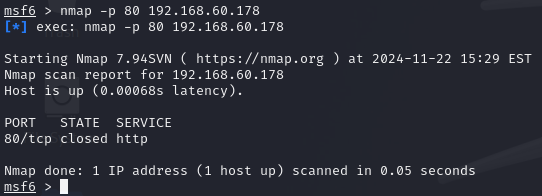 msf6 > nmap -p 80 192.168.60.178
[*] exec: nmap -p 80 192.168.60.178

Starting Nmap 7.94SVN ( https://nmap.org ) at 2024-11-22 15:29 EST
Nmap scan report for 192.168.60.178
Host is up (0.00068s latency).

PORT   STATE  SERVICE
80/tcp closed http

Nmap done: 1 IP address (1 host up) scanned in 0.05 seconds
msf6 >